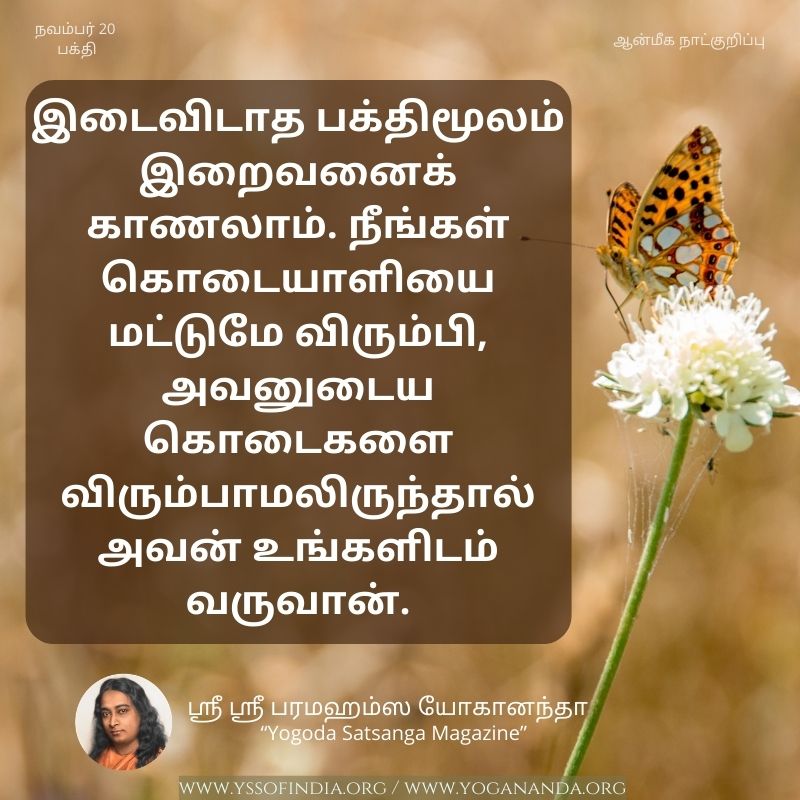 நவம்பர் 20
பக்தி
ஆன்மீக நாட்குறிப்பு
இடைவிடாத பக்திமூலம்
இறைவனைக்
காணலாம். நீங்கள்
கொடையாளியை
மட்டுமே விரும்பி,
அவனுடைய
கொடைகளை
விரும்பாமலிருந்தால்
அவன் உங்களிடம்
வருவான்.
ஸ்ரீ ஸ்ரீ பரமஹம்ஸ யோகானந்தா
“Yogoda Satsanga Magazine”
WWW.YSSOFINDIA.ORG / WWW.YOGANANDA.ORG